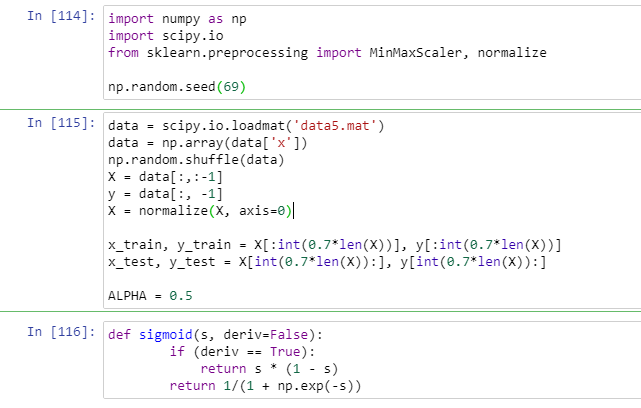 In [114]: import numpy as np
import scipy.io
from sklearn.preprocessing import MinMaxScaler, normalize
np.random.seed(69)
In [115]: data = scipy.io.loadmat('data5.mat')
data = np.array(data['x'])
np.random.shuffle(data)
X = data[:,:-1]
y = data[:, -1]
X = normalize(X, axis=0)
x_train, y_train = X[:int(0.7*len(X))], y[:int(0.7*len(X))]
x_test, y_test = X[int(0.7*len(X)):], y[int(0.7*len(X)):]
ALPHA = 0.5
In [116]: def sigmoid(s, deriv=False):
        if (deriv == True):
            return s * (1 - s)
        return 1/(1 + np.exp(-s))